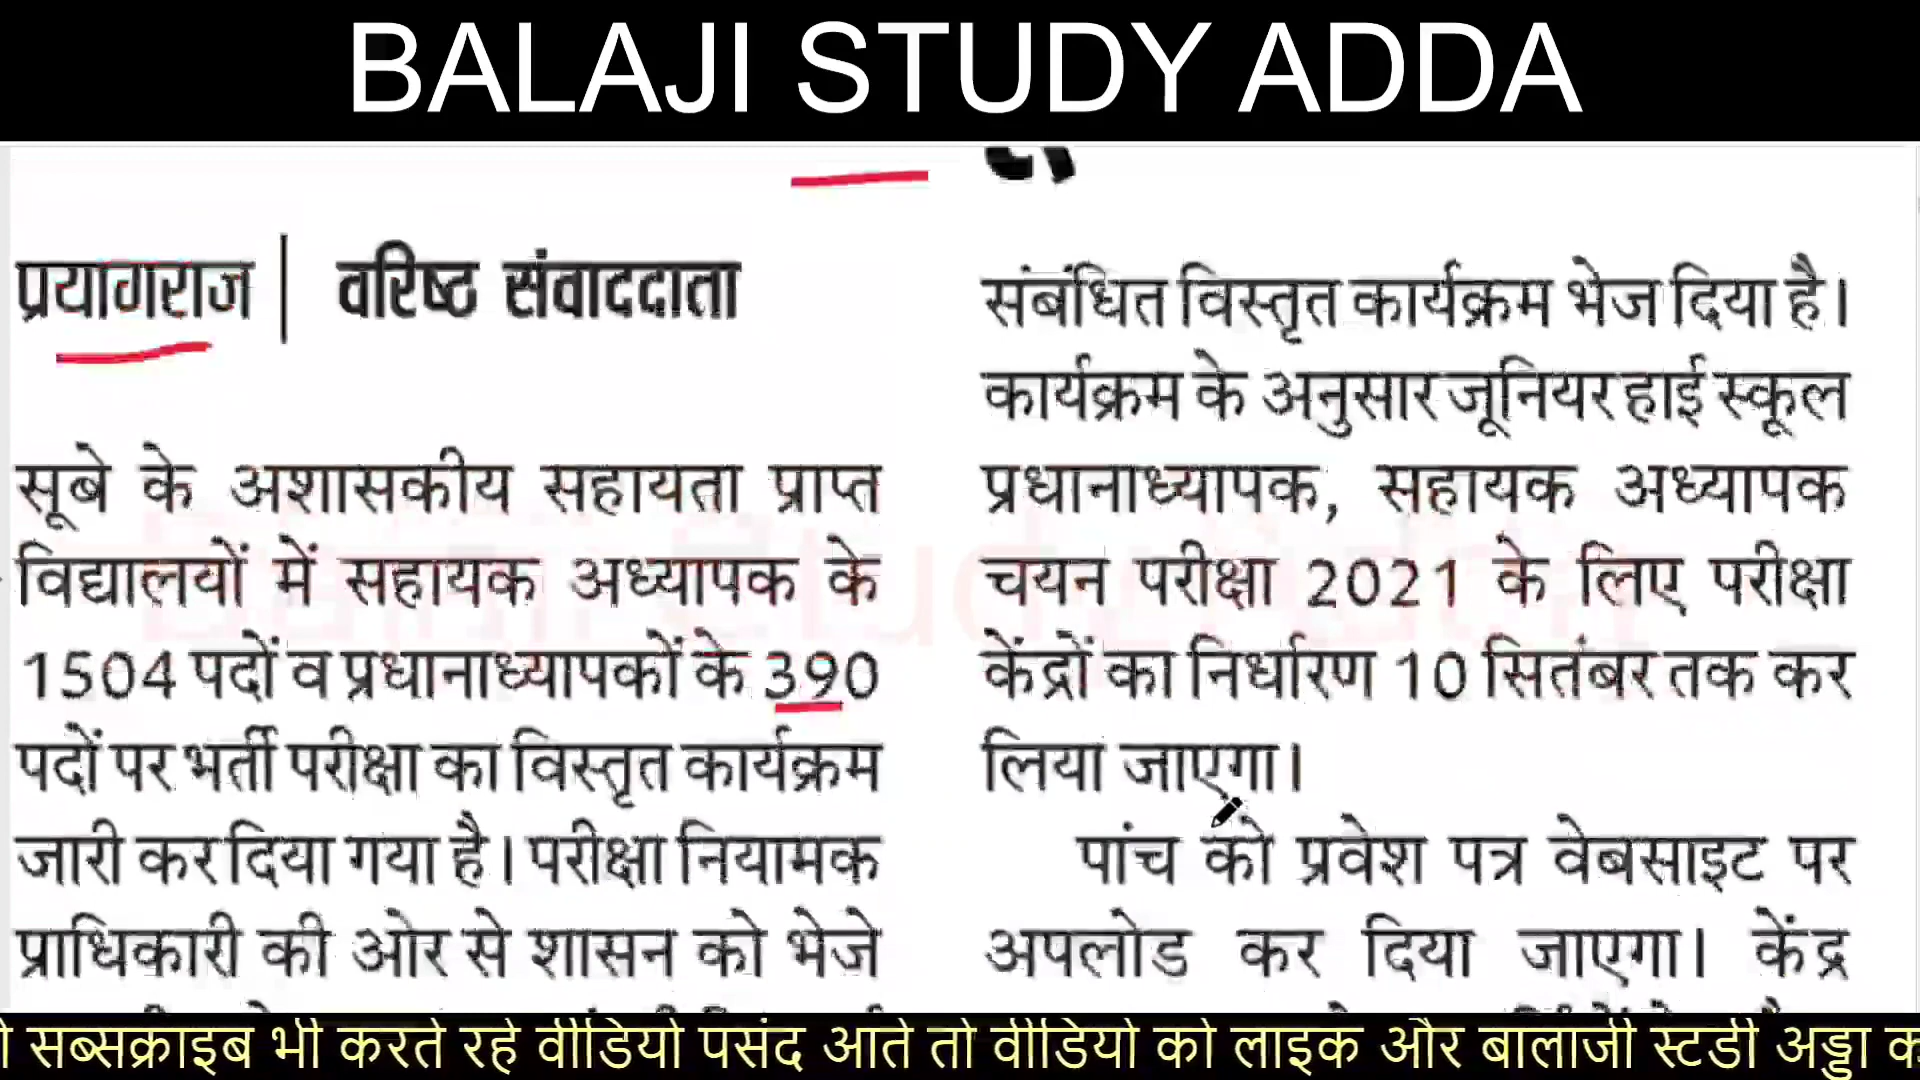 BALAJI STUDY ADDA
प्रयागराज | वरिष्ठ संवाददाता
सूबे के अशासकीय सहायता प्राप्त
विद्यालयों में सहायक अध्यापक के
1504 पदों व प्रधानाध्यापकों के 390
पदों पर भर्ती परीक्षा का विस्तृत कार्यक्रम
जारी कर दिया गया है। परीक्षा नियामक
प्राधिकारी की ओर से शासन को भेजे
संबंधित विस्तृत कार्यक्रम भेज दिया है।
कार्यक्रम के अनुसार जूनियर हाई स्कूल
प्रधानाध्यापक, सहायक अध्यापक
चयन परीक्षा 2021 के लिए परीक्षा
केंद्रों का निर्धारण 10 सितंबर तक कर
लिया जाएगा।
पांच को प्रवेश पत्र वेबसाइट पर
अपलोड कर दिया जाएगा। केंद्र
सब्सक्राइब भी करते रहे वीडियो पसंद आते तो वीडियो को लाइक और बालाजी स्टडी अड्डा